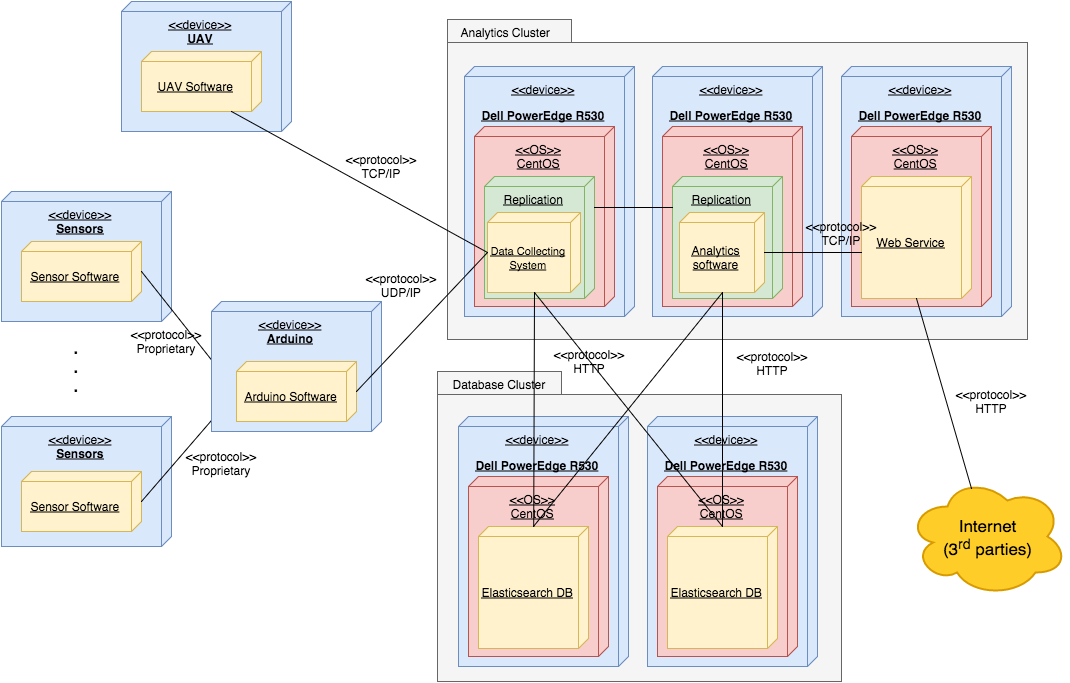 <<device>>
UAV
UAV Software
<<protocol>>
TCP/IP
<<device>>
Sensors
Sensor Software
<<protocol>>
Proprietary
.
.
.
<<device>>
Sensors
Sensor Software
<<protocol>>
Proprietary
<<device>>
Arduino
Arduino Software
<<protocol>>
UDP/IP
Analytics Cluster
<<device>>
Dell PowerEdge R530
<<OS>>
CentOS
Replication
Data Collecting
System
<<device>>
Dell PowerEdge R530
<<OS>>
CentOS
Replication
Analytics
software
<<protocol>>
TCP/IP
<<device>>
Dell PowerEdge R530
<<OS>>
CentOS
Web Service
<<protocol>>
HTTP
<<protocol>>
HTTP
<<protocol>>
HTTP
Database Cluster
<<device>>
Dell PowerEdge R530
<<OS>>
CentOS
Elasticsearch DB
<<device>>
Dell PowerEdge R530
<<OS>>
CentOS
Elasticsearch DB
Internet
(3rd parties)